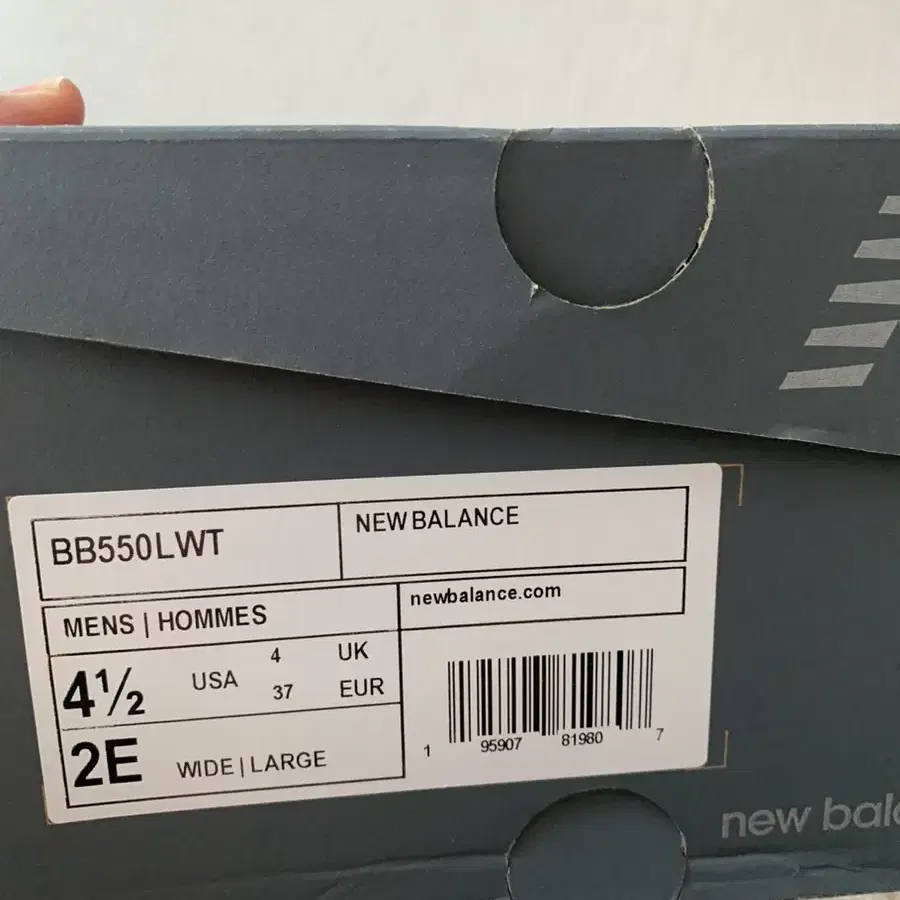 BB550LWT
NEW BALANCE
MENS | HOMMES
newbalance.com
4½ USA 4 UK
37 EUR
2E WIDE | LARGE
1 95907 81980 7
new bala